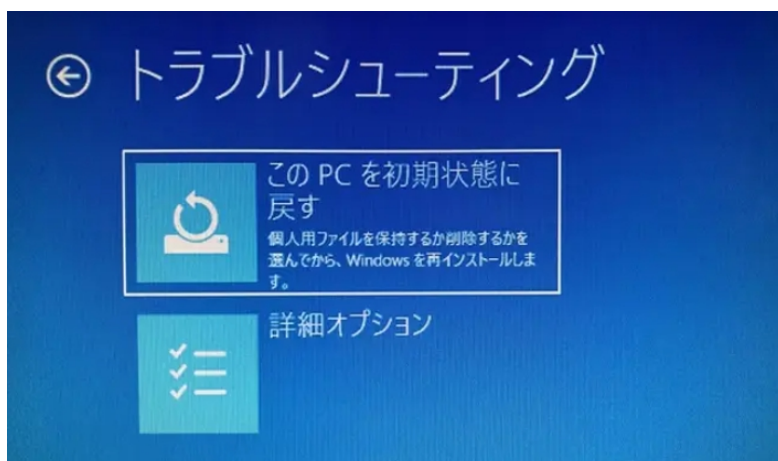 トラブルシューティング
この PC を初期状態に
戻す
個人用ファイルを保持するか削除するかを
選んでから、Windows を再インストールしま
す。
詳細オプション